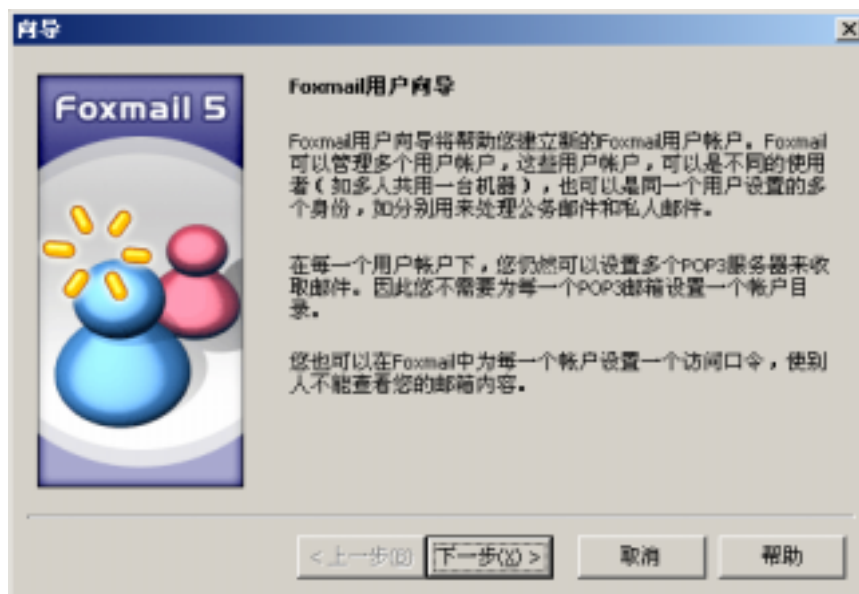 向导
Foxmail 5
Foxmail用户向导
Foxmail用户向导将帮助您建立新的Foxmail用户帐户。Foxmail
可以管理多个用户帐户，这些用户帐户，可以是不同的使用
者（如多人共用一台机器），也可以是同一个用户设置的多
个身份，如分别用来处理公务邮件和私人邮件。
在每一个用户帐户下，您仍然可以设置多个POP3服务器来收
取邮件。因此您不需要为每一个POP3邮箱设置一个帐户目
录。
您也可以在Foxmail中为每一个帐户设置一个访问口令，使别
人不能查看您的邮箱内容。
<上一步(B) 下一步(X) > 取消 帮助